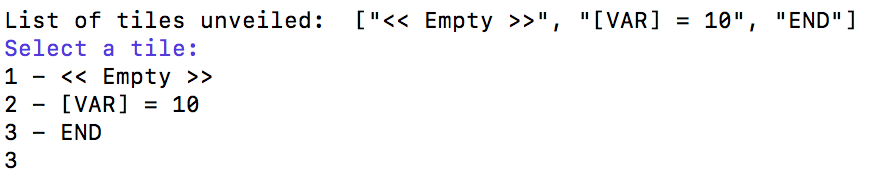 List of tiles unveiled:  ["<< Empty >>", "[VAR] = 10", "END"]
Select a tile:
1 – << Empty >>
2 – [VAR] = 10
3 – END
3